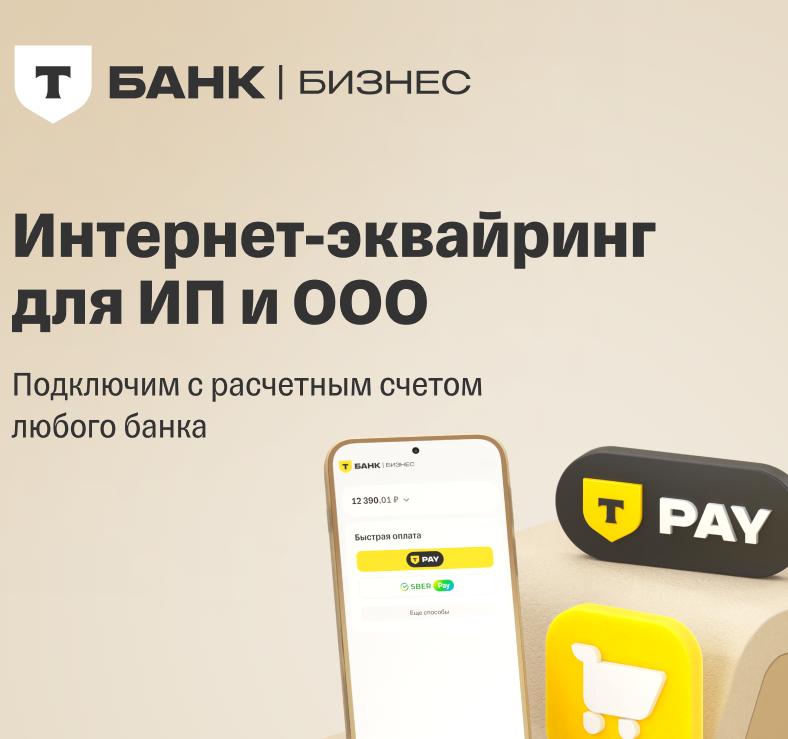 Т БАНК | БИЗНЕС
Интернет-эквайринг
для ИП и ООО
Подключим с расчетным счетом
любого банка
Т БАНК | БИЗНЕС
12 390,01 ₽
Быстрая оплата
Т PAY
SBER Pay
Еще способы
Т PAY